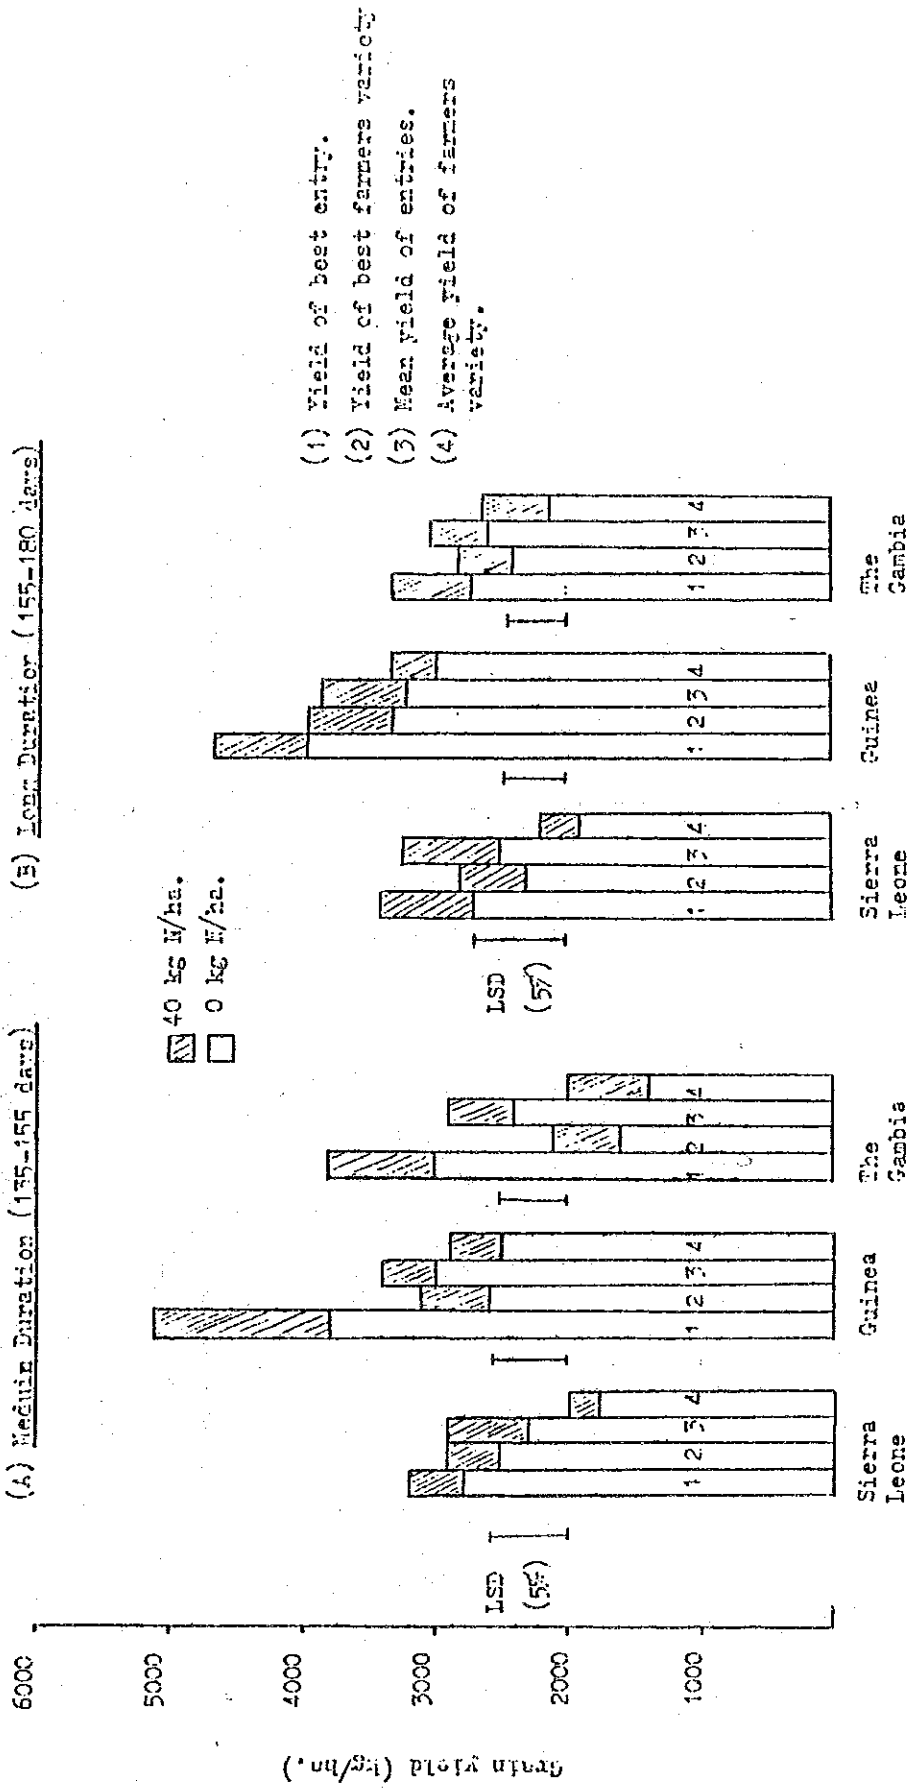 (A) Meduim Duration (135-155 days)
(B) Long Duration (155-180 days)
40 kg N/ha.
0 kg N/ha.
(1) Yield of best entry.
(2) Yield of best farmers variety
(3) Mean yield of entries.
(4) Average yield of farmers
variety.
Grain yield (kg/ha.)
6000
5000
4000
3000
2000
1000
LSD
(5%)
1 2 3 4
Sierra
Leone
1 2 3 4
Guinea
1 2 3 4
The
Gambia
LSD
(5%)
1 2 3 4
Sierra
Leone
1 2 3 4
Guinea
1 2 3 4
The
Gambia